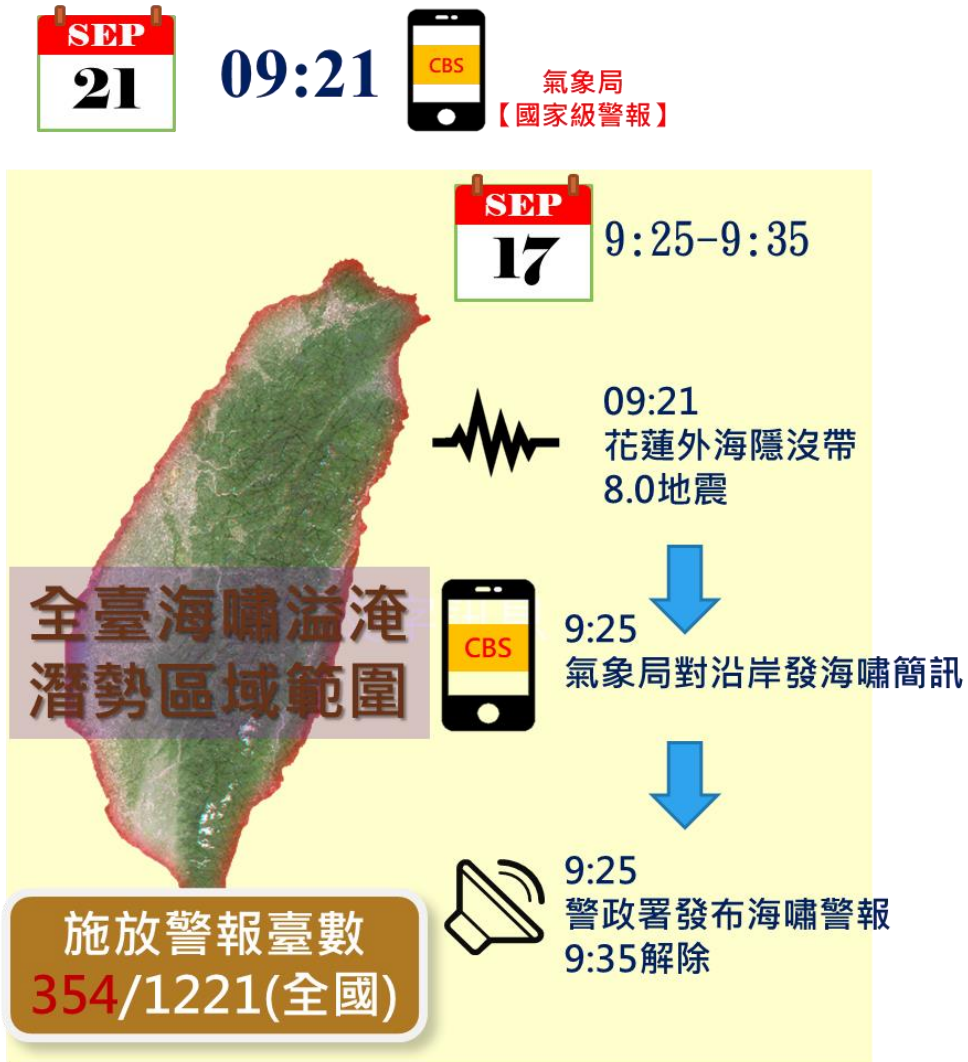 SEP
21
09:21
CBS
氣象局
【國家級警報】
SEP
17
9:25-9:35
09:21
花蓮外海隱沒帶
8.0地震
全臺海嘯溢淹
潛勢區域範圍
CBS
9:25
氣象局對沿岸發海嘯簡訊
9:25
警政署發布海嘯警報
9:35解除
施放警報臺數
354/1221(全國)